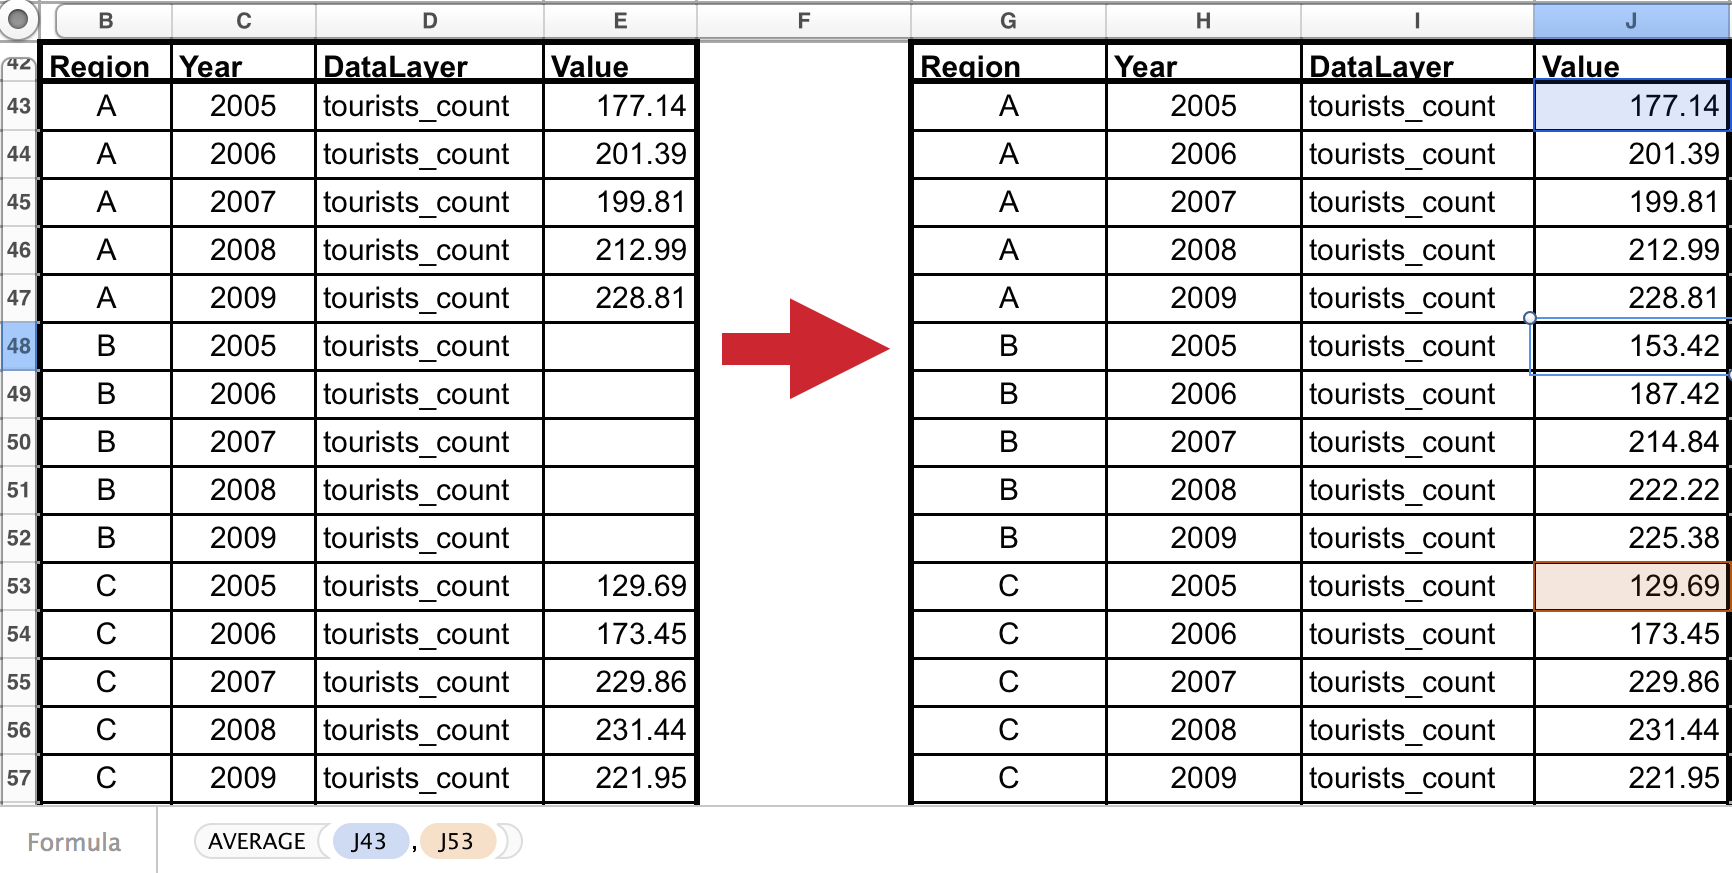 B C D E F G H I J
42 Region Year DataLayer Value Region Year DataLayer Value
43 A 2005 tourists_count 177.14 A 2005 tourists_count 177.14
44 A 2006 tourists_count 201.39 A 2006 tourists_count 201.39
45 A 2007 tourists_count 199.81 A 2007 tourists_count 199.81
46 A 2008 tourists_count 212.99 A 2008 tourists_count 212.99
47 A 2009 tourists_count 228.81 A 2009 tourists_count 228.81
48 B 2005 tourists_count B 2005 tourists_count 153.42
49 B 2006 tourists_count B 2006 tourists_count 187.42
50 B 2007 tourists_count B 2007 tourists_count 214.84
51 B 2008 tourists_count B 2008 tourists_count 222.22
52 B 2009 tourists_count B 2009 tourists_count 225.38
53 C 2005 tourists_count 129.69 C 2005 tourists_count 129.69
54 C 2006 tourists_count 173.45 C 2006 tourists_count 173.45
55 C 2007 tourists_count 229.86 C 2007 tourists_count 229.86
56 C 2008 tourists_count 231.44 C 2008 tourists_count 231.44
57 C 2009 tourists_count 221.95 C 2009 tourists_count 221.95
Formula AVERAGE ( J43 , J53 )